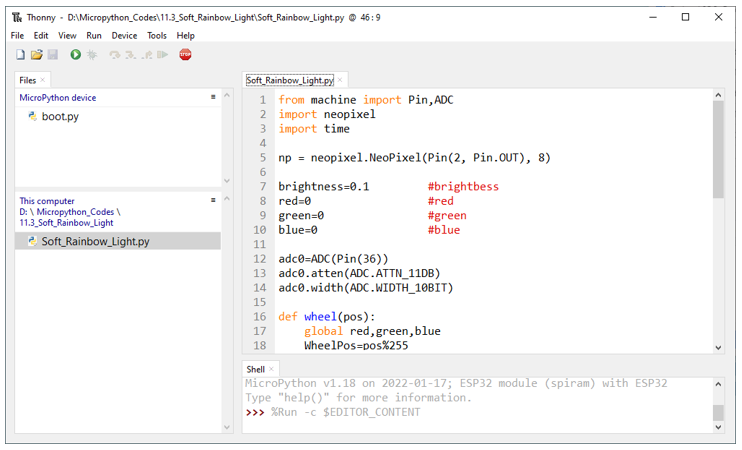 Thonny - D:\Micropython_Codes\11.3_Soft_Rainbow_Light\Soft_Rainbow_Light.py @ 46 : 9
File Edit View Run Device Tools Help
STOP
Files
MicroPython device
boot.py
This computer
D: \ Micropython_Codes \
11.3_Soft_Rainbow_Light
Soft_Rainbow_Light.py
Soft_Rainbow_Light.py
1 from machine import Pin,ADC
2 import neopixel
3 import time
4
5 np = neopixel.NeoPixel(Pin(2, Pin.OUT), 8)
6
7 brightness=0.1 #brightbess
8 red=0 #red
9 green=0 #green
10 blue=0 #blue
11
12 adc0=ADC(Pin(36))
13 adc0.atten(ADC.ATTN_11DB)
14 adc0.width(ADC.WIDTH_10BIT)
15
16 def wheel(pos):
17 global red,green,blue
18 WheelPos=pos%255
Shell
MicroPython v1.18 on 2022-01-17; ESP32 module (spiram) with ESP32
Type "help()" for more information.
>>> %Run -c $EDITOR_CONTENT